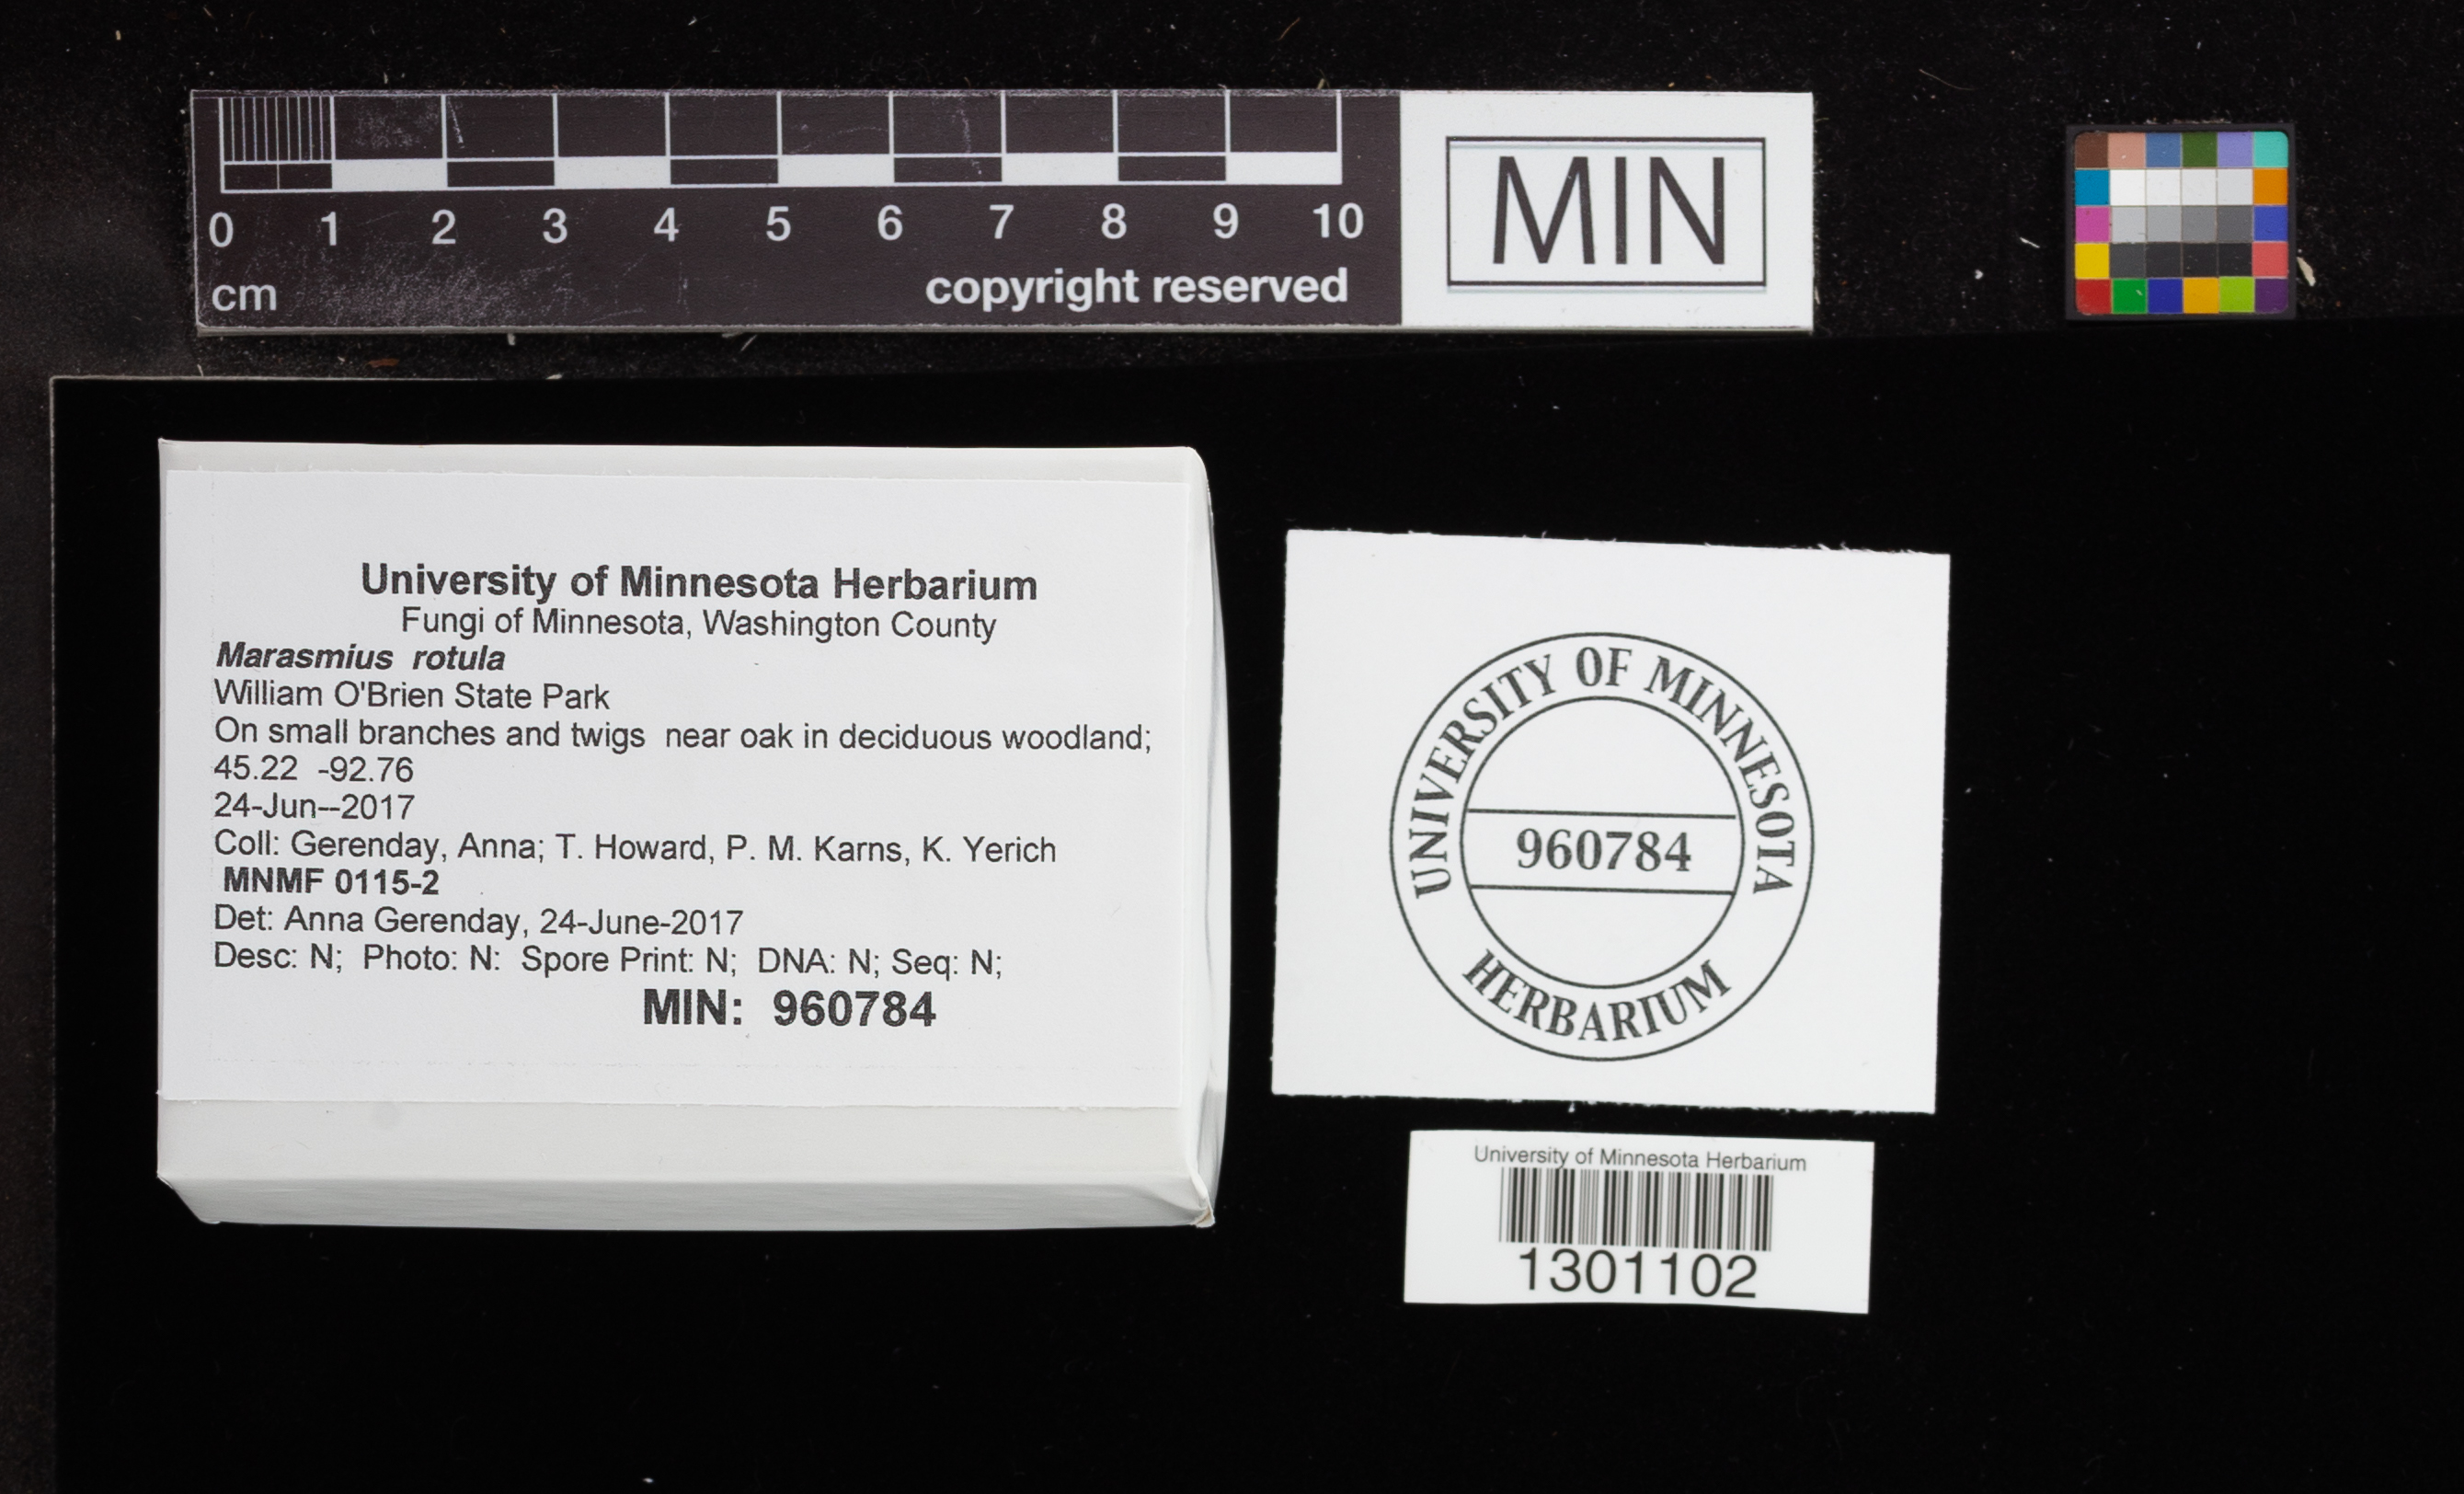 0 1 2 3 4 5 6 7 8 9 10
cm
copyright reserved
MIN
University of Minnesota Herbarium
Fungi of Minnesota, Washington County
Marasmius rotula
William O'Brien State Park
On small branches and twigs near oak in deciduous woodland;
45.22 -92.76
24-Jun--2017
Coll: Gerenday, Anna; T. Howard, P. M. Karns, K. Yerich
MNMF 0115-2
Det: Anna Gerenday, 24-June-2017
Desc: N; Photo: N: Spore Print: N; DNA: N; Seq: N;
MIN: 960784
UNIVERSITY OF MINNESOTA
960784
HERBARIUM
University of Minnesota Herbarium
1301102